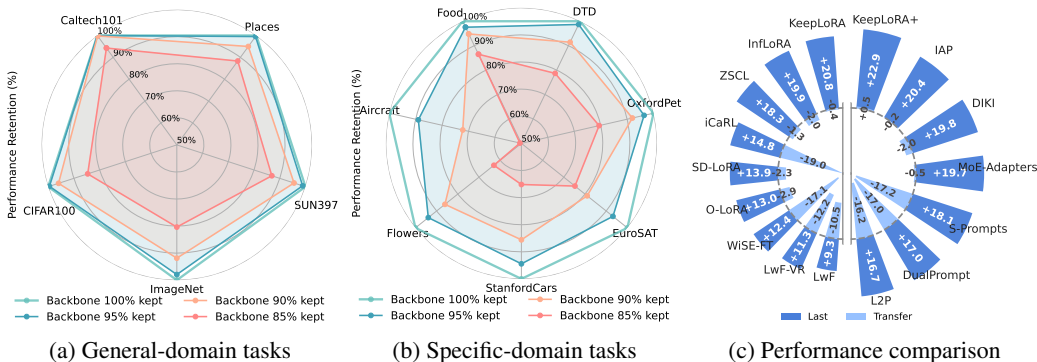 Performance Retention (%)
Caltech101
Places
100%
90%
80%
70%
60%
50%
CIFAR100
SUN397
ImageNet
Backbone 100% kept
Backbone 90% kept
Backbone 95% kept
Backbone 85% kept
(a) General-domain tasks
Performance Retention (%)
Food
DTD
100%
90%
80%
70%
60%
50%
Aircraft
OxfordPet
Flowers
EuroSAT
StanfordCars
Backbone 100% kept
Backbone 90% kept
Backbone 95% kept
Backbone 85% kept
(b) Specific-domain tasks
KeepLoRA
+20.8
-0.4
KeepLoRA+
+22.9
+0.5
InfLoRA
+19.9
-2.0
IAP
+20.4
-0.2
ZSCL
+18.3
-1.3
DIKI
+19.8
-2.0
iCaRL
+14.8
-19.0
MoE-Adapters
+19.7
-0.5
SD-LoRA
+13.9
-2.3
S-Prompts
+18.1
-17.2
O-LoRA
+13.0
-2.9
DualPrompt
+17.0
-17.0
WiSE-FT
+12.4
-17.1
L2P
+16.7
-16.2
LwF-VR
+11.3
-12.2
LwF
+9.3
-10.5
Last
Transfer
(c) Performance comparison